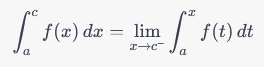 ∫_a^c f(x) dx = lim_{x→c⁻} ∫_a^x f(t) dt